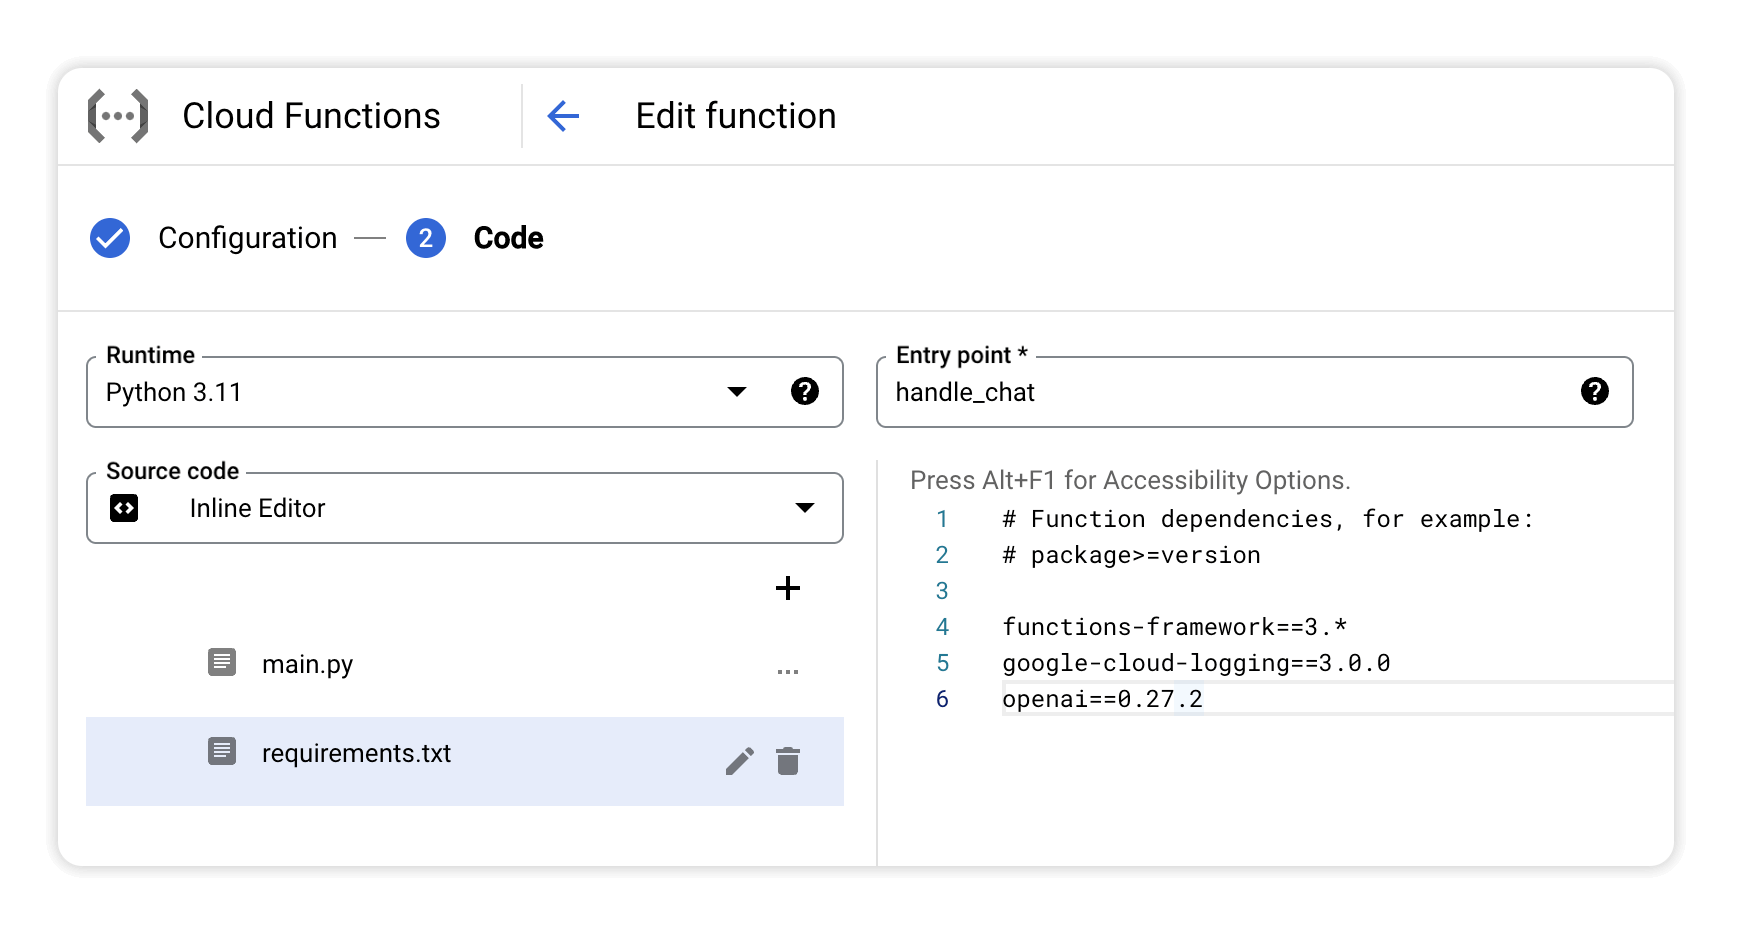 Cloud Functions
Edit function
Configuration
2
Code
Runtime
Python 3.11
Entry point *
handle_chat
Source code
Inline Editor
main.py
requirements.txt
Press Alt+F1 for Accessibility Options.
1 # Function dependencies, for example:
2 # package>=version
3
4 functions-framework==3.*
5 google-cloud-logging==3.0.0
6 openai==0.27.2